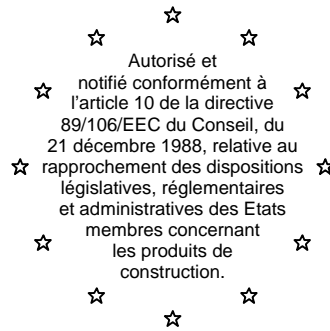 Autorisé et
notifié conformément à
l'article 10 de la directive
89/106/EEC du Conseil, du
21 décembre 1988, relative au
rapprochement des dispositions
législatives, réglementaires
et administratives des Etats
membres concernant
les produits de
construction.